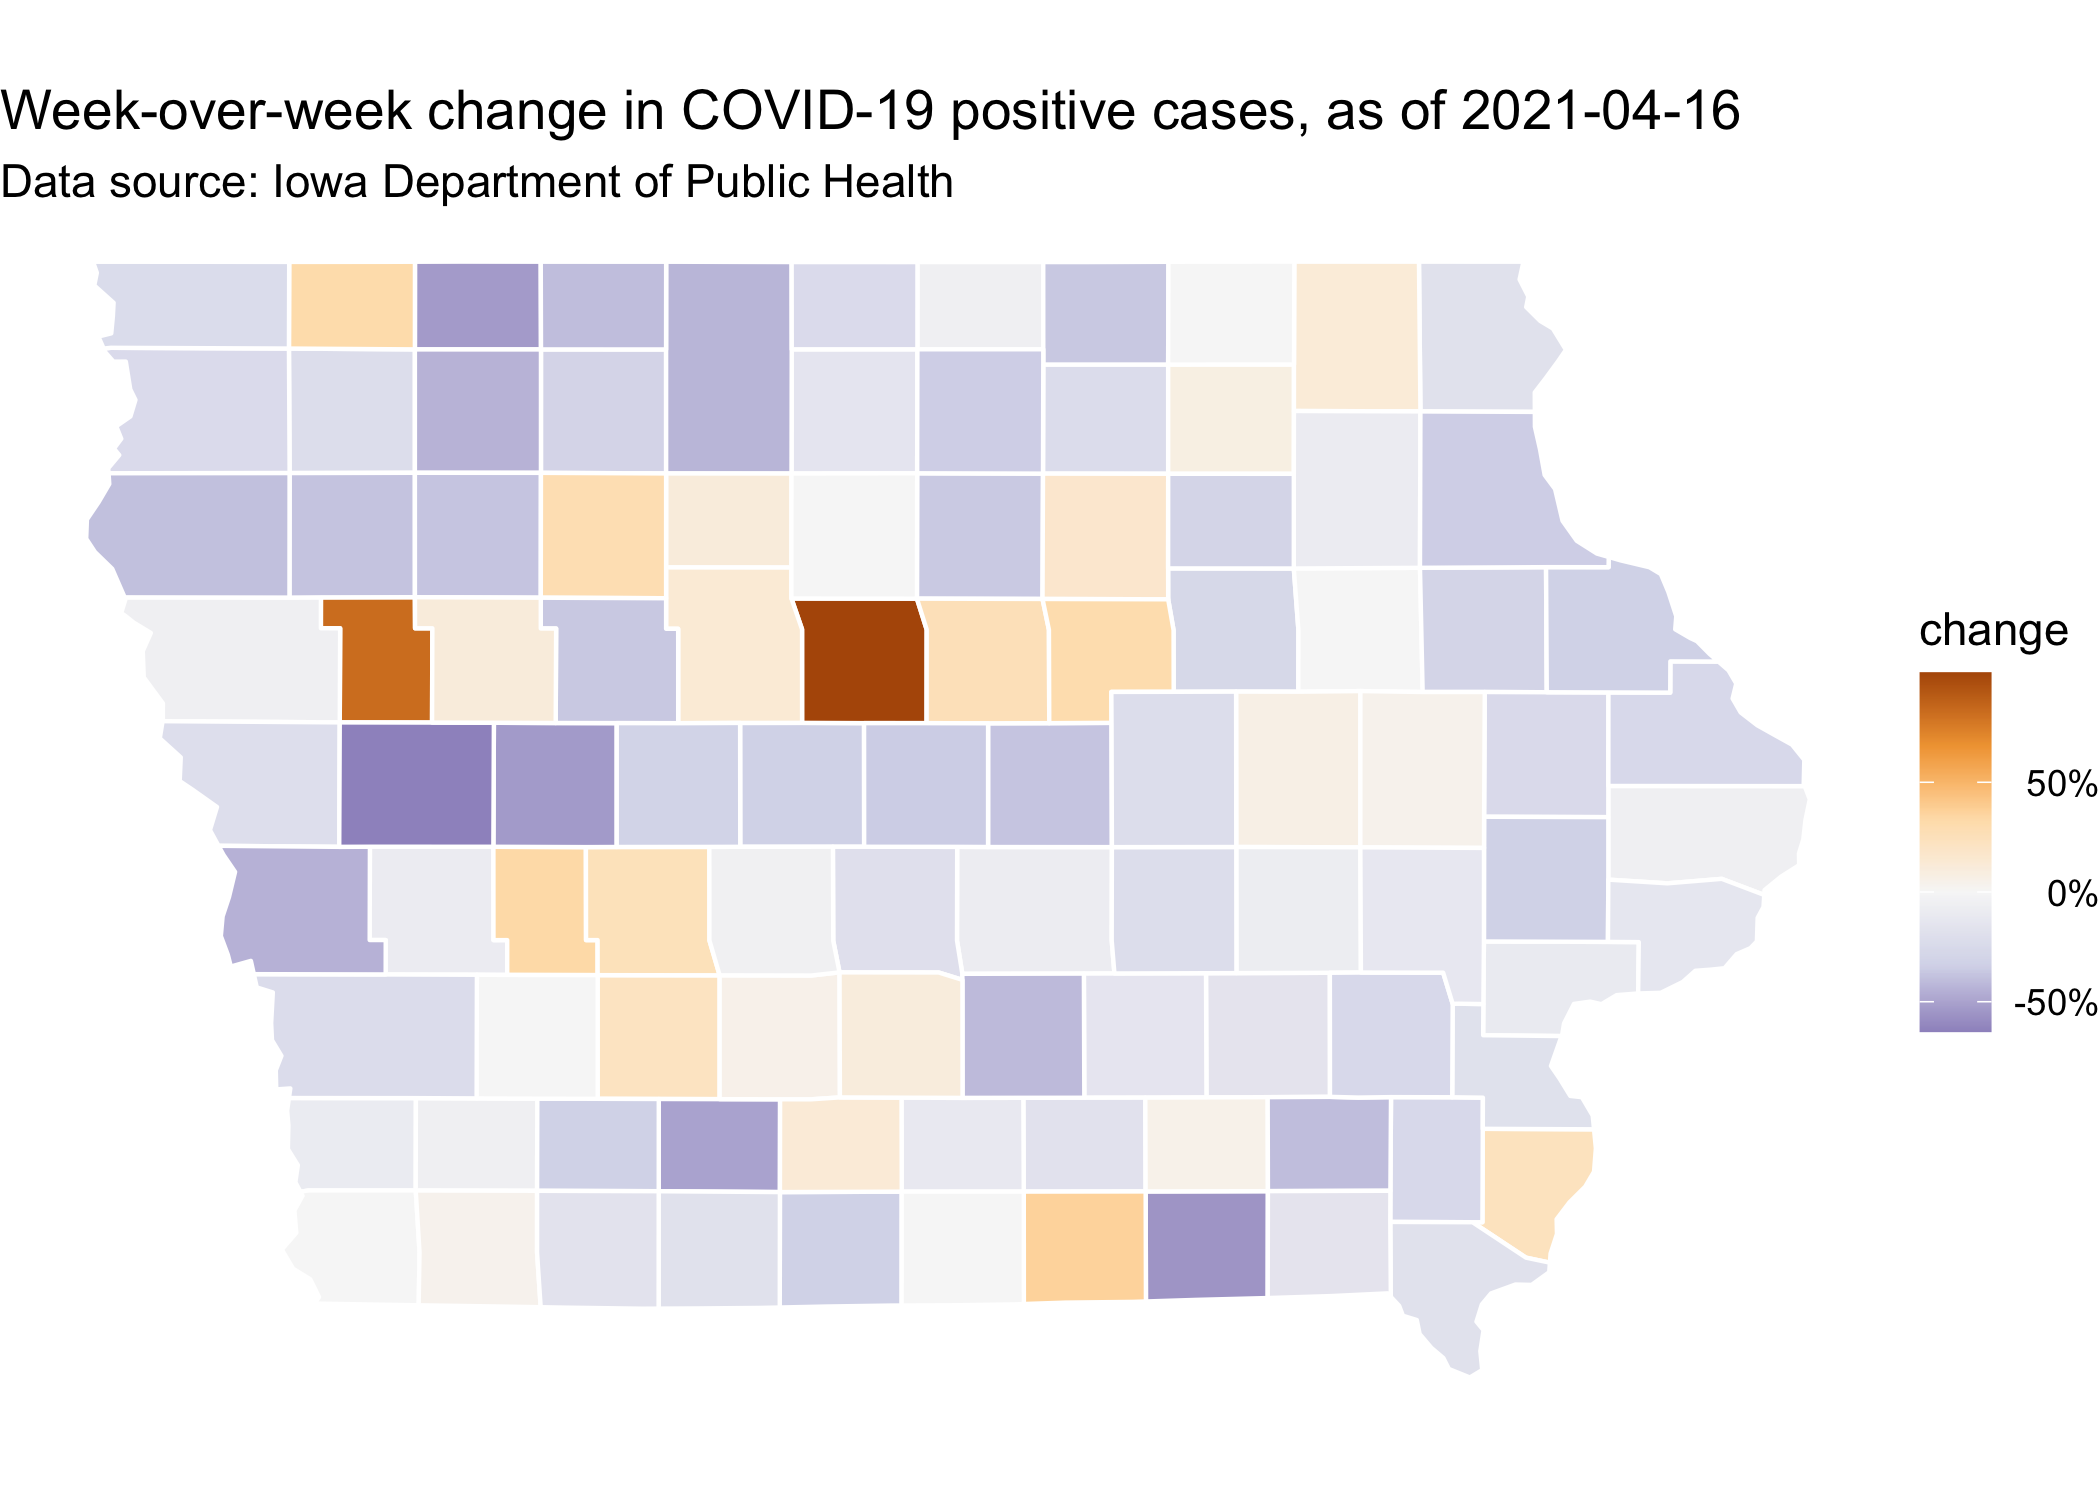 Week-over-week change in COVID-19 positive cases, as of 2021-04-16
Data source: Iowa Department of Public Health
change
50%
0%
-50%